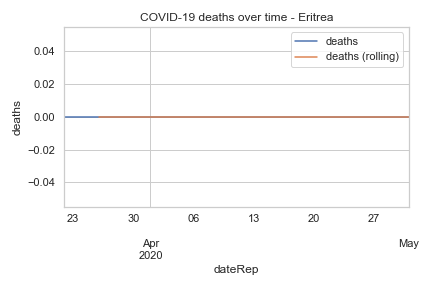 COVID-19 deaths over time - Eritrea
deaths
deaths (rolling)
deaths
0.04
0.02
0.00
−0.02
−0.04
23 30 06 13 20 27
Apr May
2020
dateRep